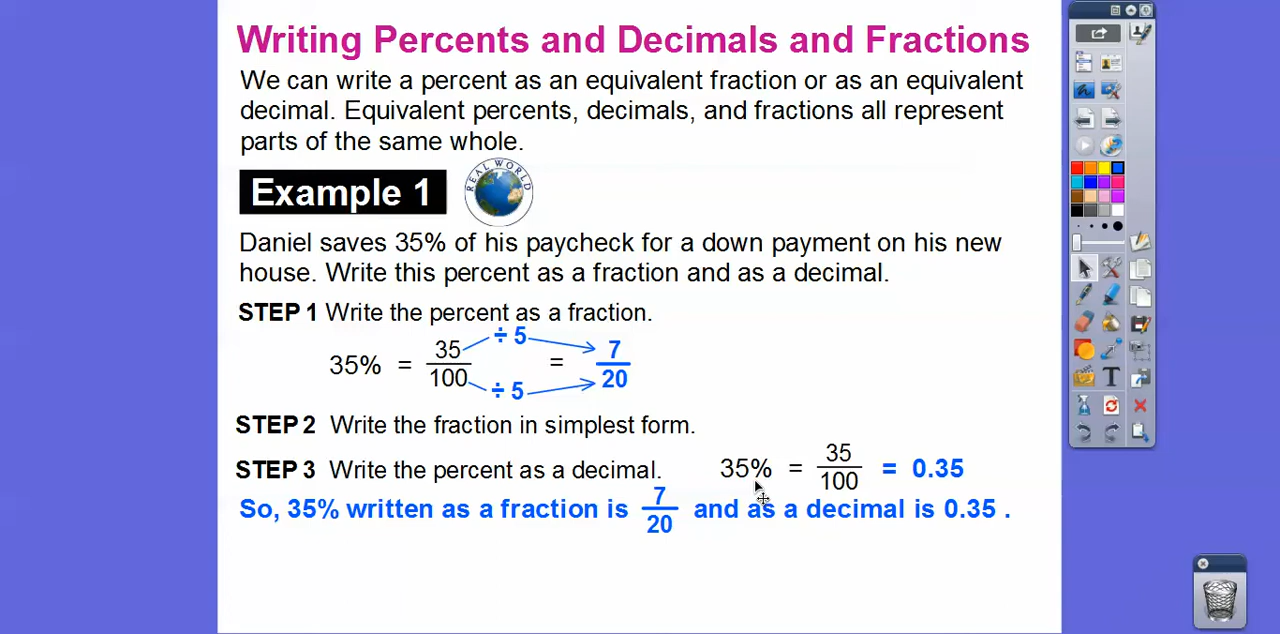 Writing Percents and Decimals and Fractions
We can write a percent as an equivalent fraction or as an equivalent
decimal. Equivalent percents, decimals, and fractions all represent
parts of the same whole.
Example 1
REAL WORLD
Daniel saves 35% of his paycheck for a down payment on his new
house. Write this percent as a fraction and as a decimal.
STEP 1 Write the percent as a fraction.
35% = 35/100 ÷ 5 ÷ 5 = 7/20
STEP 2 Write the fraction in simplest form.
STEP 3 Write the percent as a decimal. 35% = 35/100 = 0.35
So, 35% written as a fraction is 7/20 and as a decimal is 0.35 .
T